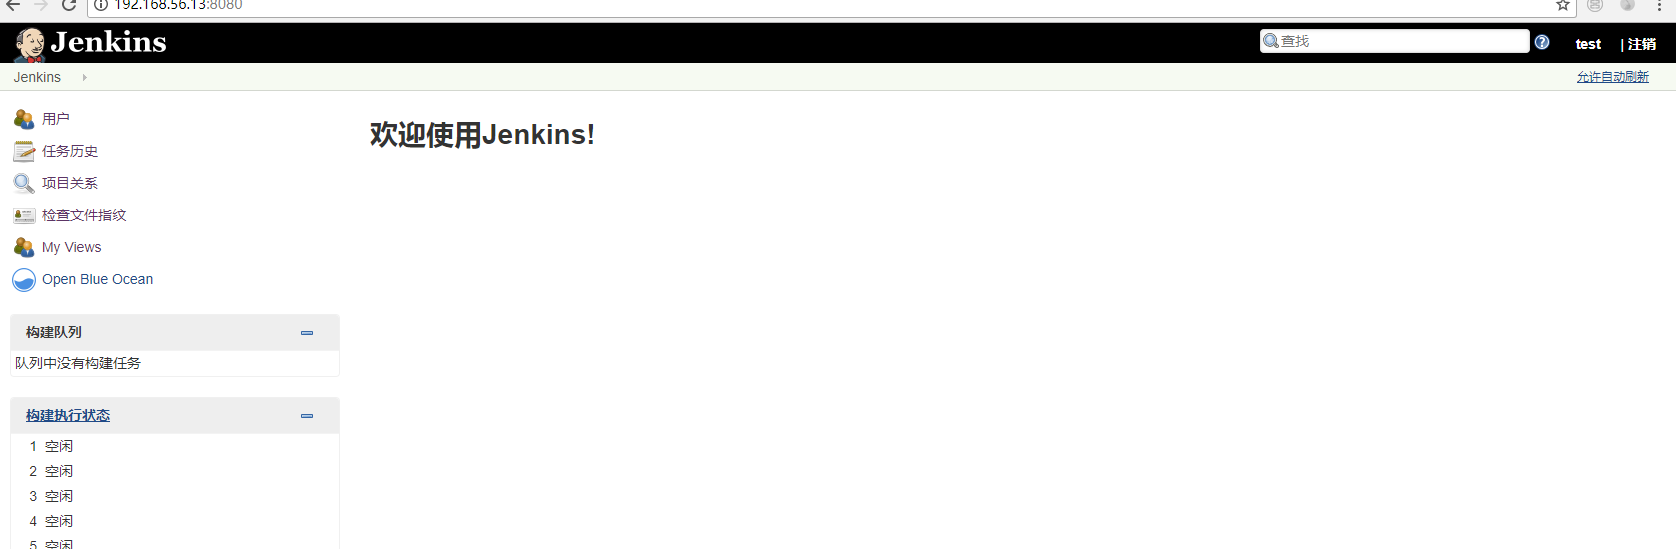 192.168.56.13:8080
Jenkins
查找
test
| 注销
Jenkins
允许自动刷新
用户
任务历史
项目关系
检查文件指纹
My Views
Open Blue Ocean
欢迎使用Jenkins!
构建队列
队列中没有构建任务
构建执行状态
1 空闲
2 空闲
3 空闲
4 空闲
5 空闲